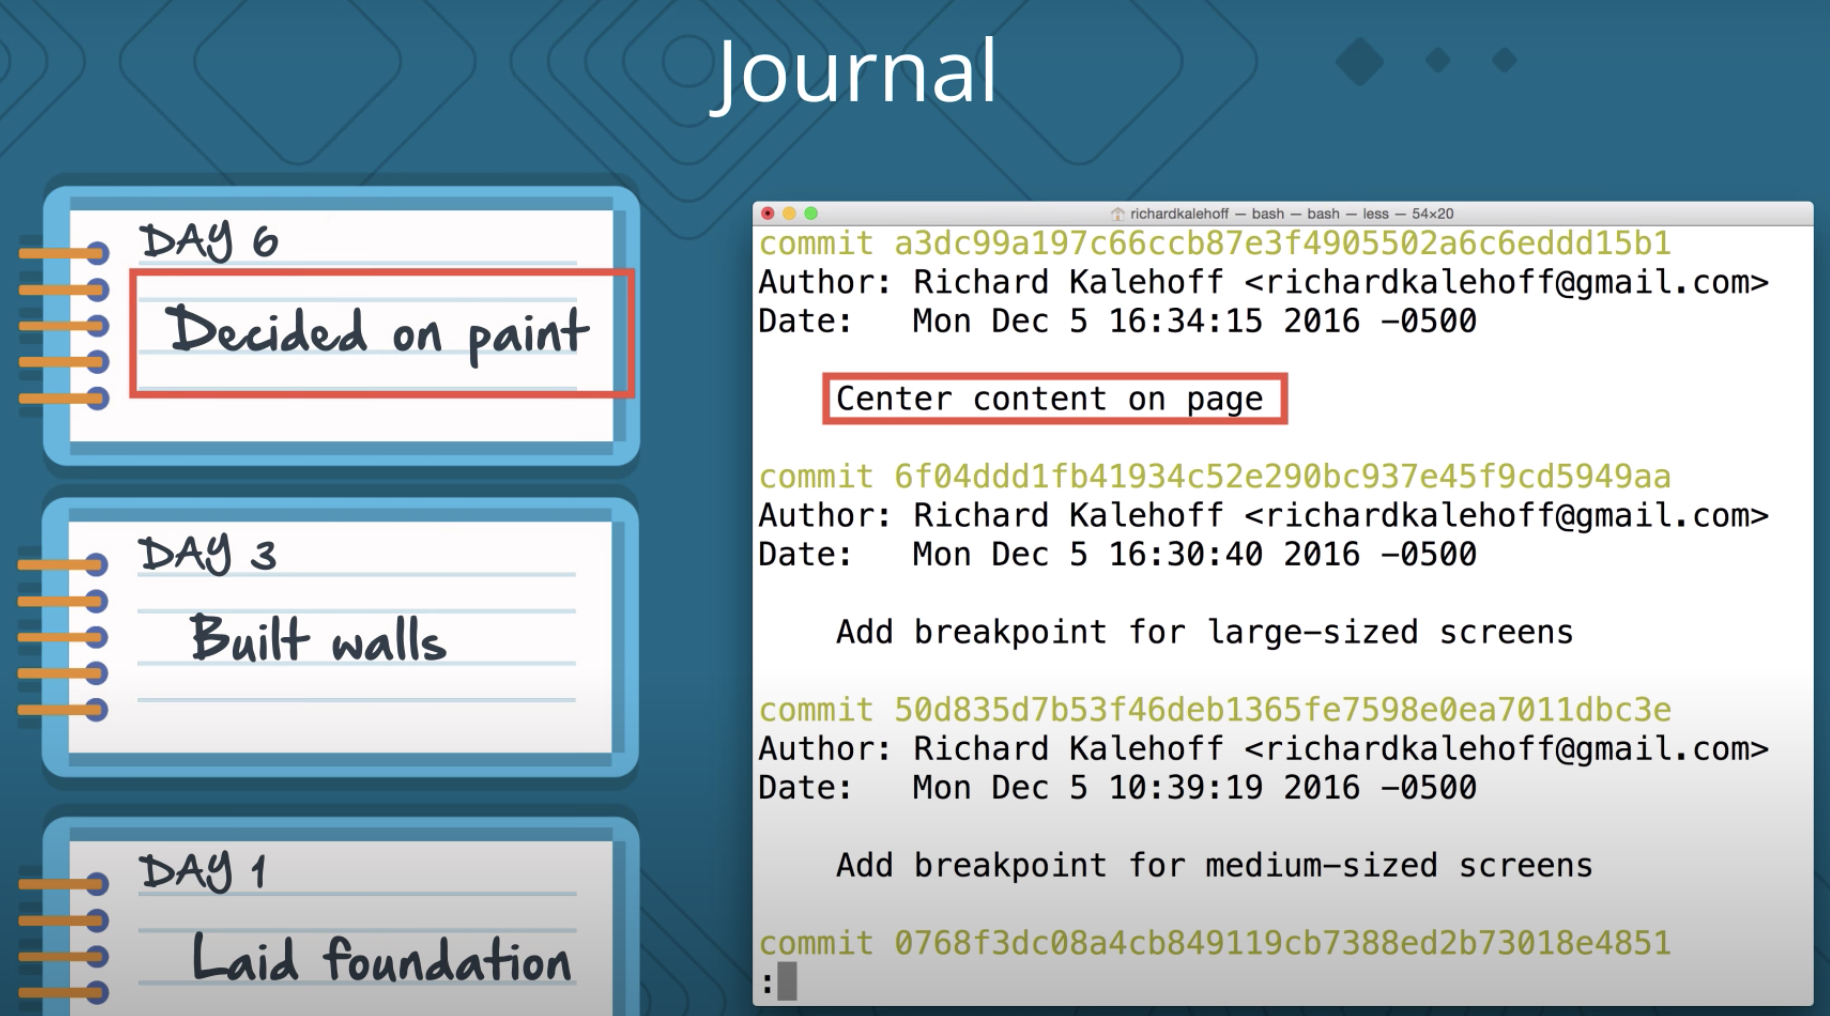 Journal
DAY 6
Decided on paint
DAY 3
Built walls
DAY 1
Laid foundation
richardkalehoff — bash — bash — less — 54×20
commit a3dc99a197c66ccb87e3f4905502a6c6eddd15b1
Author: Richard Kalehoff <richardkalehoff@gmail.com>
Date:   Mon Dec 5 16:34:15 2016 -0500
Center content on page
commit 6f04ddd1fb41934c52e290bc937e45f9cd5949aa
Author: Richard Kalehoff <richardkalehoff@gmail.com>
Date:   Mon Dec 5 16:30:40 2016 -0500
Add breakpoint for large-sized screens
commit 50d835d7b53f46deb1365fe7598e0ea7011dbc3e
Author: Richard Kalehoff <richardkalehoff@gmail.com>
Date:   Mon Dec 5 10:39:19 2016 -0500
Add breakpoint for medium-sized screens
commit 0768f3dc08a4cb849119cb7388ed2b73018e4851
: